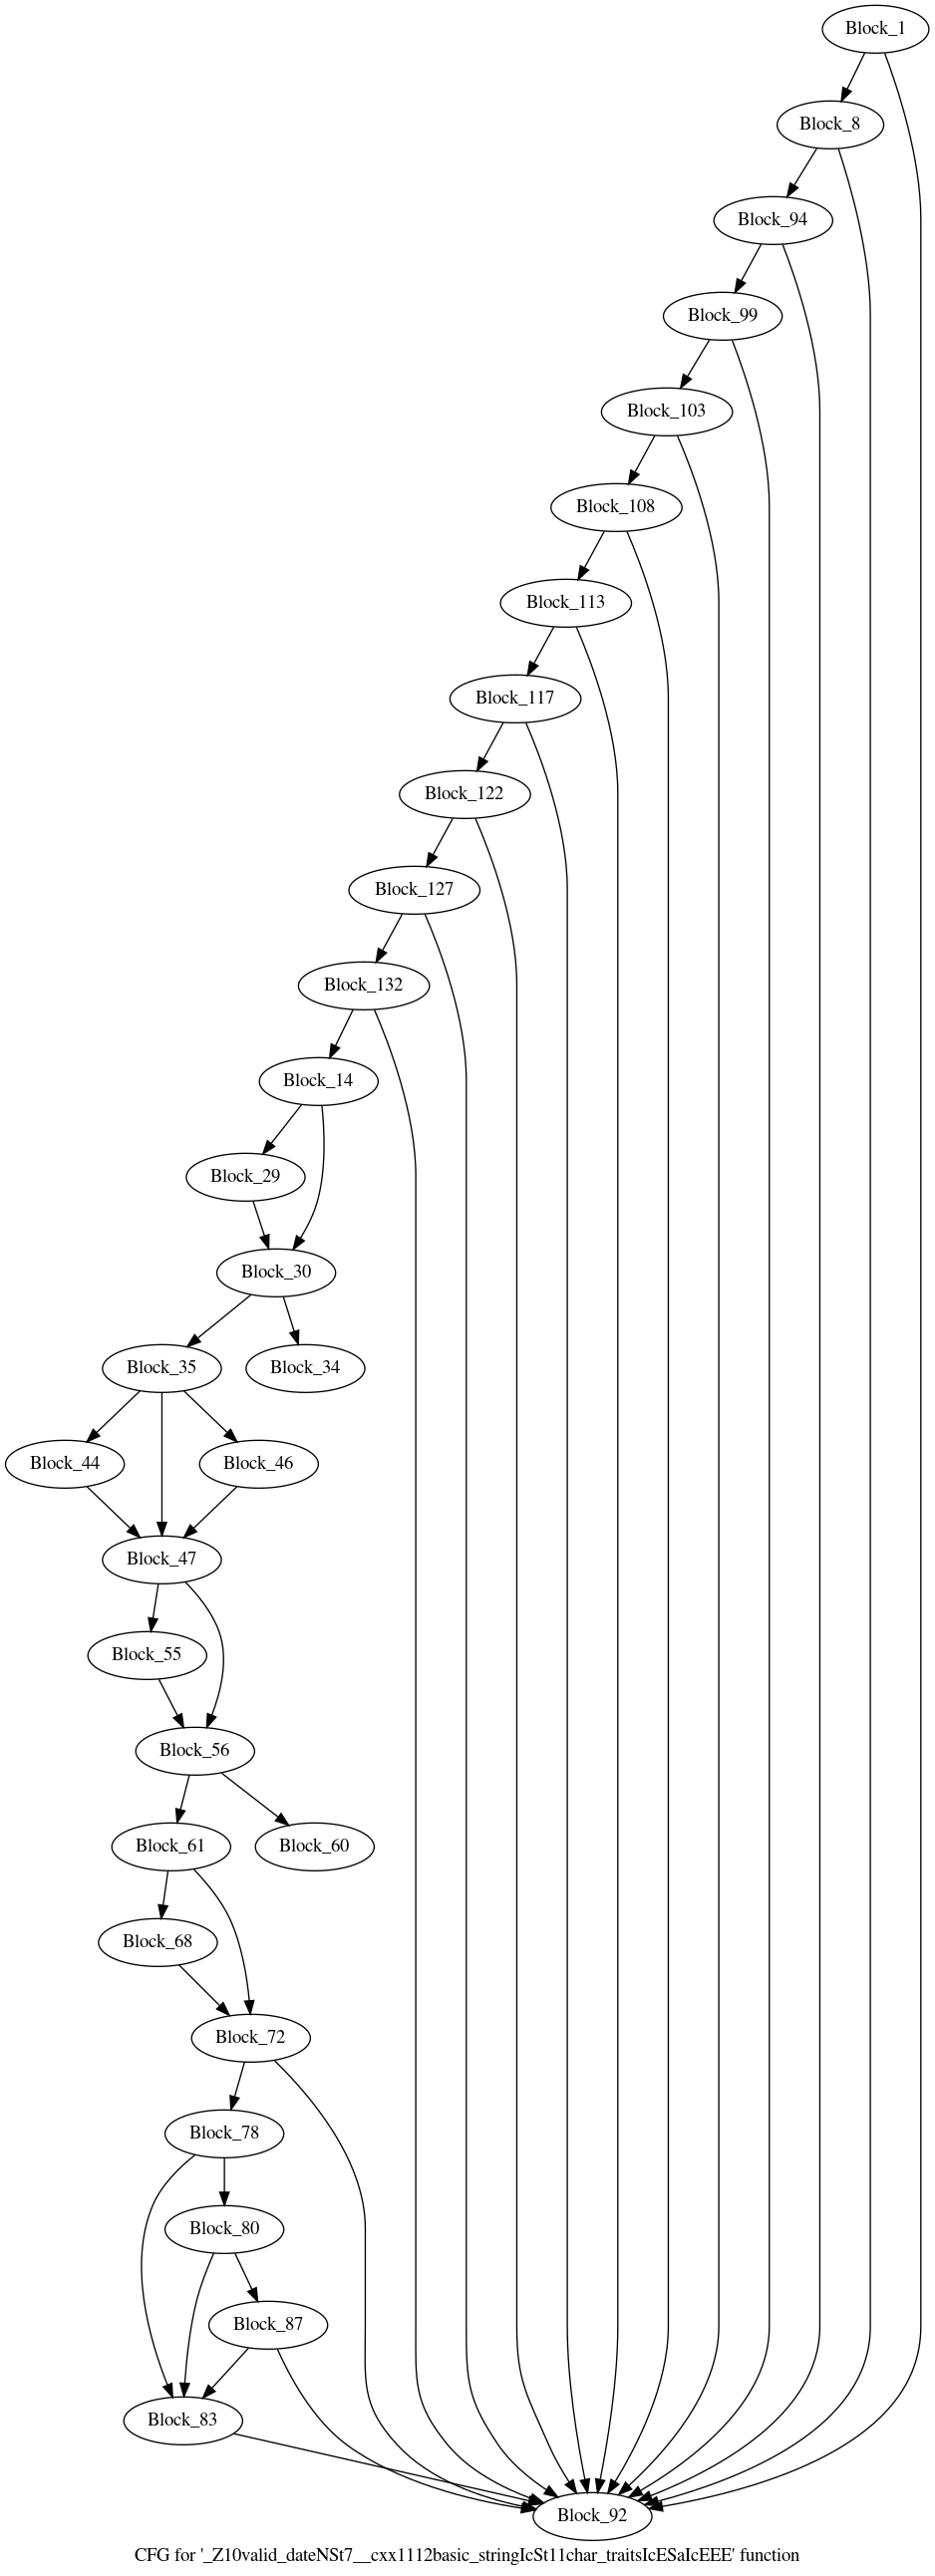 Block_1
Block_8
Block_94
Block_99
Block_103
Block_108
Block_113
Block_117
Block_122
Block_127
Block_132
Block_14
Block_29
Block_30
Block_35
Block_34
Block_44
Block_46
Block_47
Block_55
Block_56
Block_61
Block_60
Block_68
Block_72
Block_78
Block_80
Block_87
Block_83
Block_92
CFG for '_Z10valid_dateNSt7__cxx1112basic_stringIcSt11char_traitsIcESaIcEEE' function